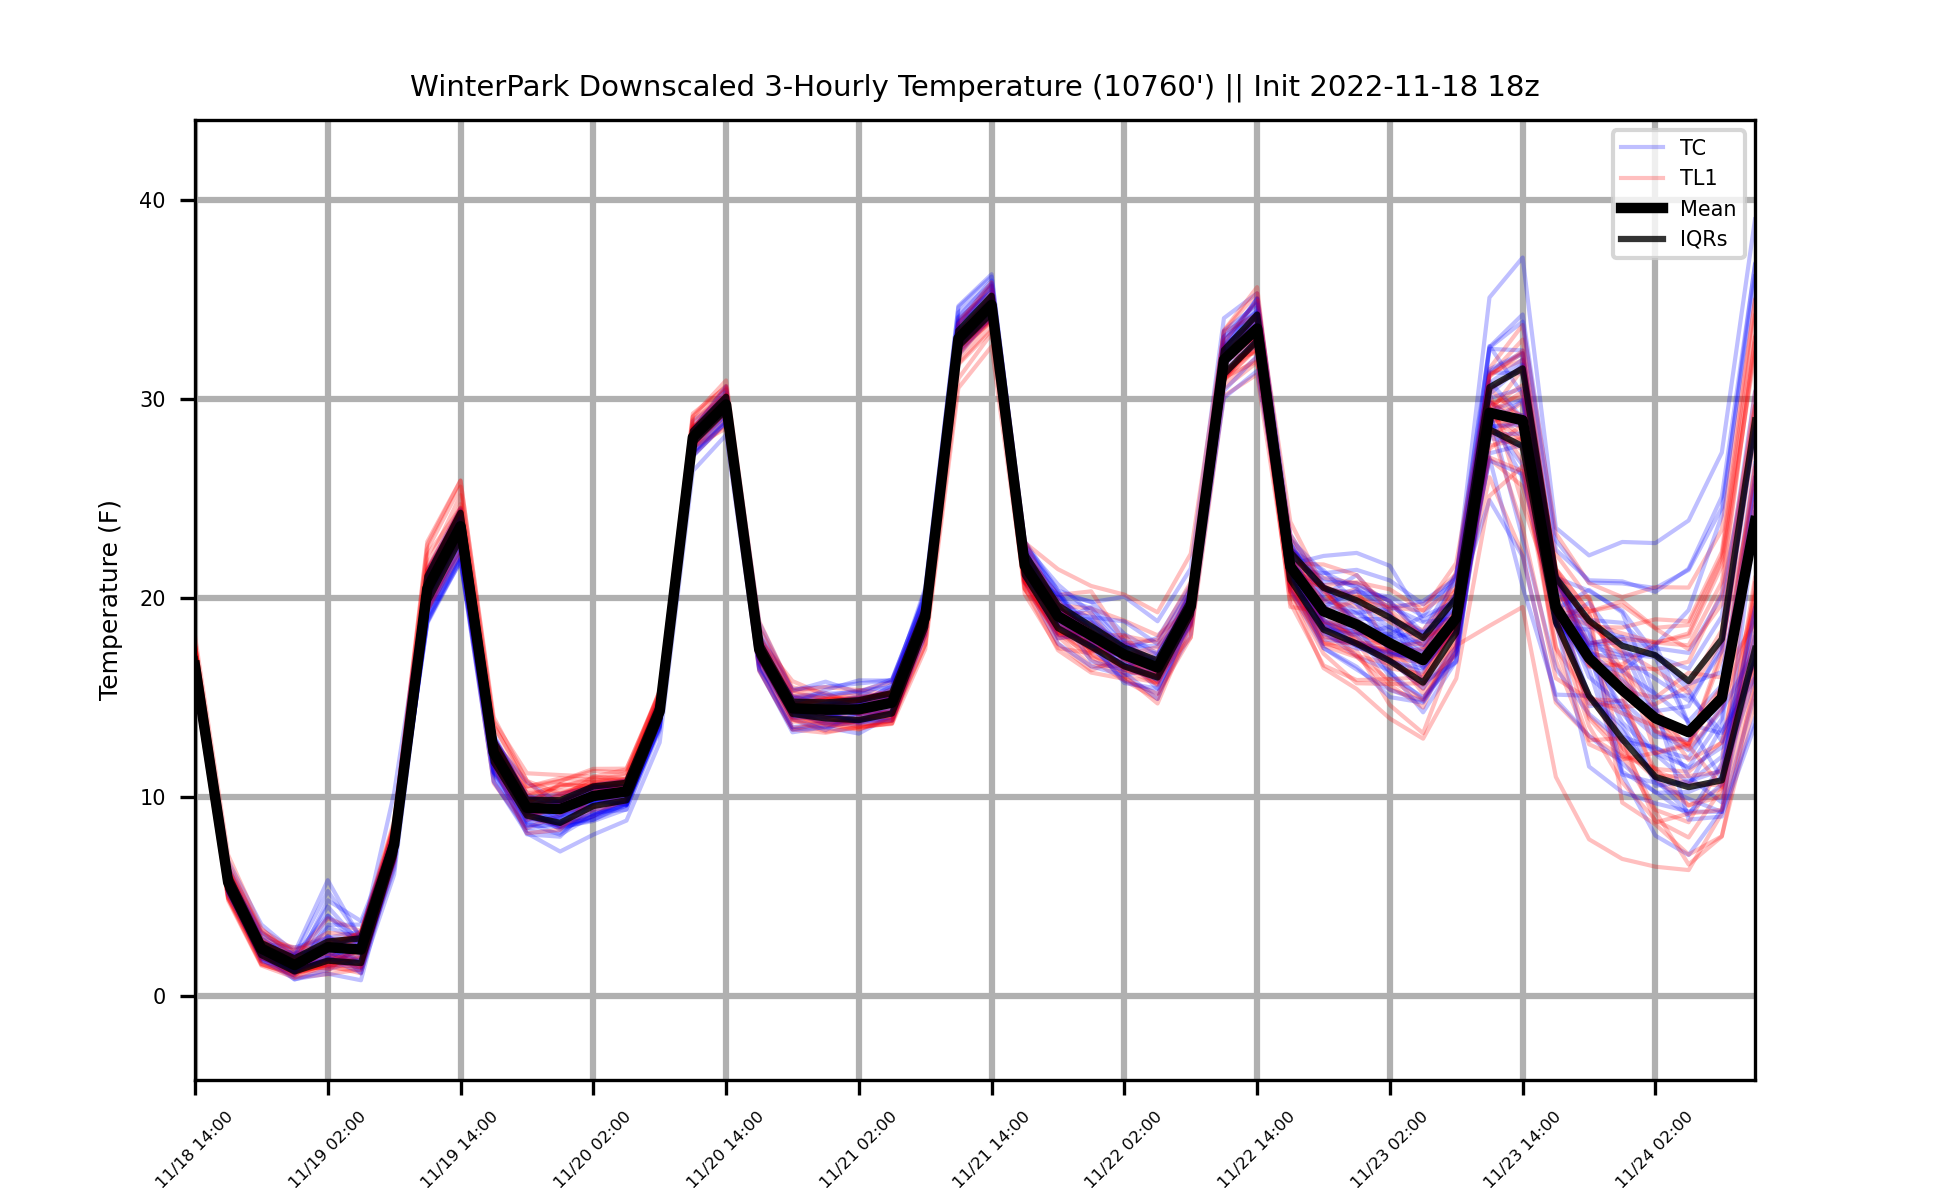 WinterPark Downscaled 3-Hourly Temperature (10760') || Init 2022-11-18 18z
TC
TL1
Mean
IQRs
Temperature (F)
40
30
20
10
0
11/18 14:00
11/19 02:00
11/19 14:00
11/20 02:00
11/20 14:00
11/21 02:00
11/21 14:00
11/22 02:00
11/22 14:00
11/23 02:00
11/23 14:00
11/24 02:00